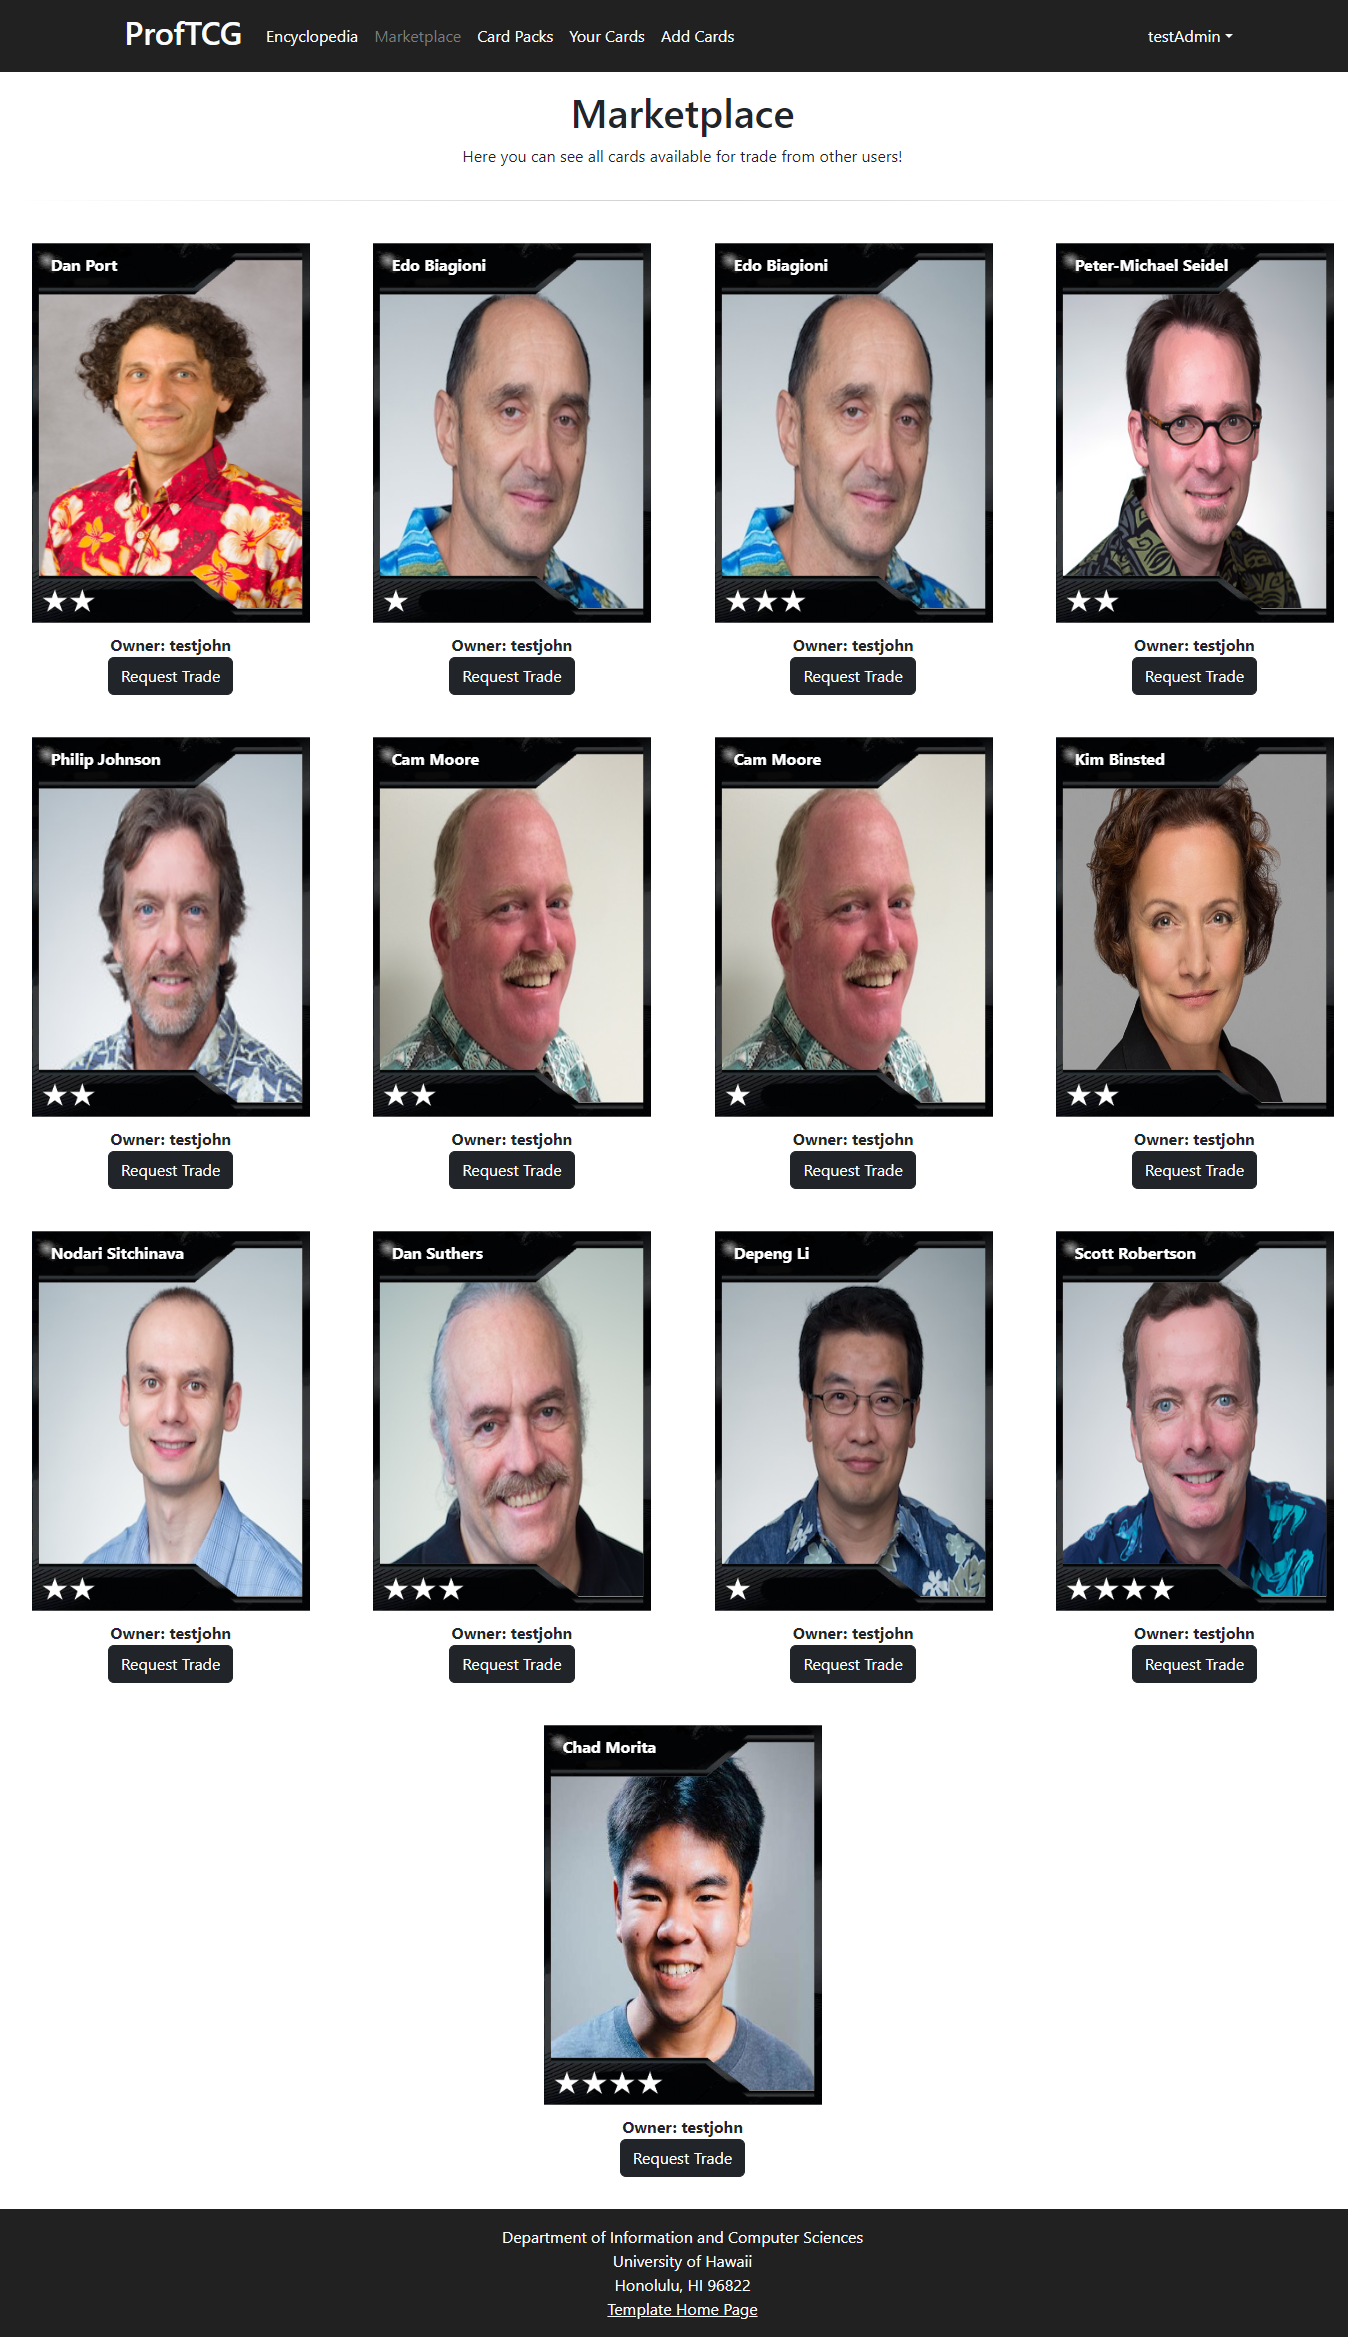 ProfTCG Encyclopedia Marketplace Card Packs Your Cards Add Cards testAdmin
Marketplace
Here you can see all cards available for trade from other users!
Dan Port
★★
Owner: testjohn
Request Trade
Edo Biagioni
★
Owner: testjohn
Request Trade
Edo Biagioni
★★★
Owner: testjohn
Request Trade
Peter-Michael Seidel
★★
Owner: testjohn
Request Trade
Philip Johnson
★★
Owner: testjohn
Request Trade
Cam Moore
★★
Owner: testjohn
Request Trade
Cam Moore
★
Owner: testjohn
Request Trade
Kim Binsted
★★
Owner: testjohn
Request Trade
Nodari Sitchinava
★★
Owner: testjohn
Request Trade
Dan Suthers
★★★
Owner: testjohn
Request Trade
Depeng Li
★
Owner: testjohn
Request Trade
Scott Robertson
★★★★
Owner: testjohn
Request Trade
Chad Morita
★★★★
Owner: testjohn
Request Trade
Department of Information and Computer Sciences
University of Hawaii
Honolulu, HI 96822
Template Home Page